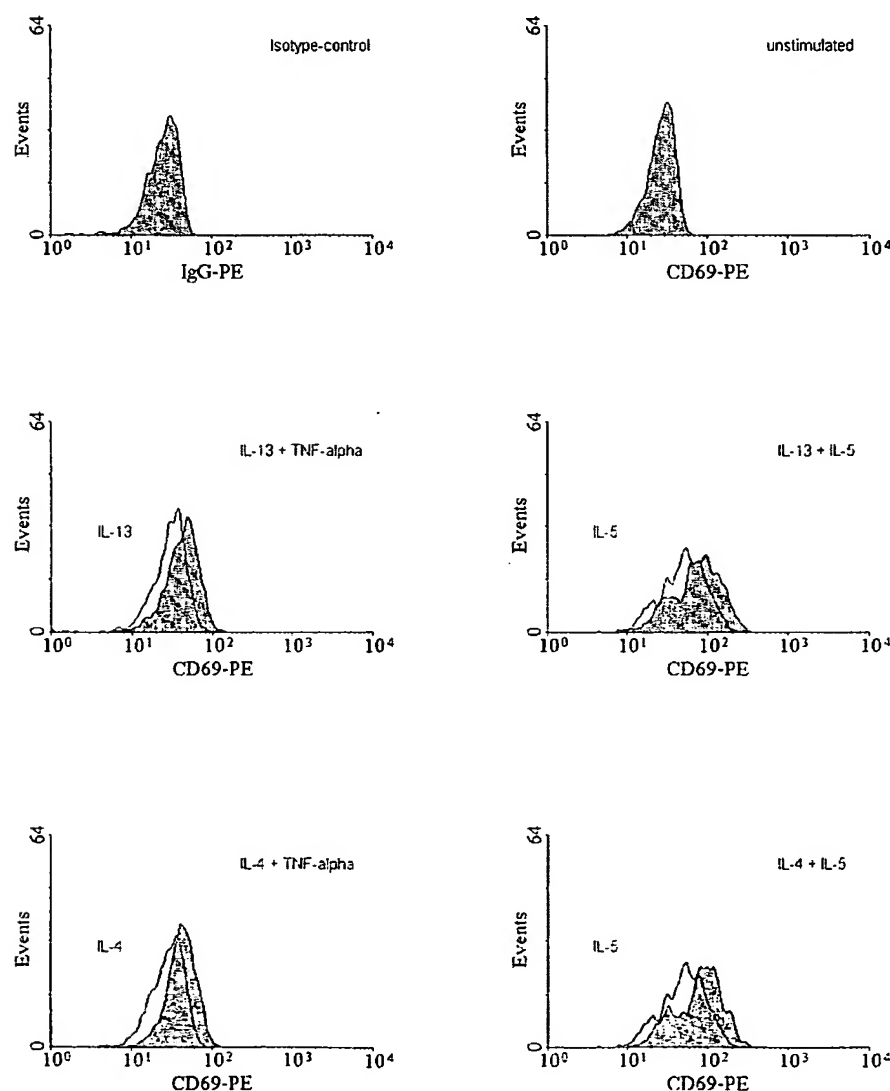 64
Isotype-control
Events
0
10⁰ 10¹ 10² 10³ 10⁴
IgG-PE
64
unstimulated
Events
0
10⁰ 10¹ 10² 10³ 10⁴
CD69-PE
64
IL-13 + TNF-alpha
IL-13
Events
0
10⁰ 10¹ 10² 10³ 10⁴
CD69-PE
64
IL-13 + IL-5
IL-5
Events
0
10⁰ 10¹ 10² 10³ 10⁴
CD69-PE
64
IL-4 + TNF-alpha
IL-4
Events
0
10⁰ 10¹ 10² 10³ 10⁴
CD69-PE
64
IL-4 + IL-5
IL-5
Events
0
10⁰ 10¹ 10² 10³ 10⁴
CD69-PE